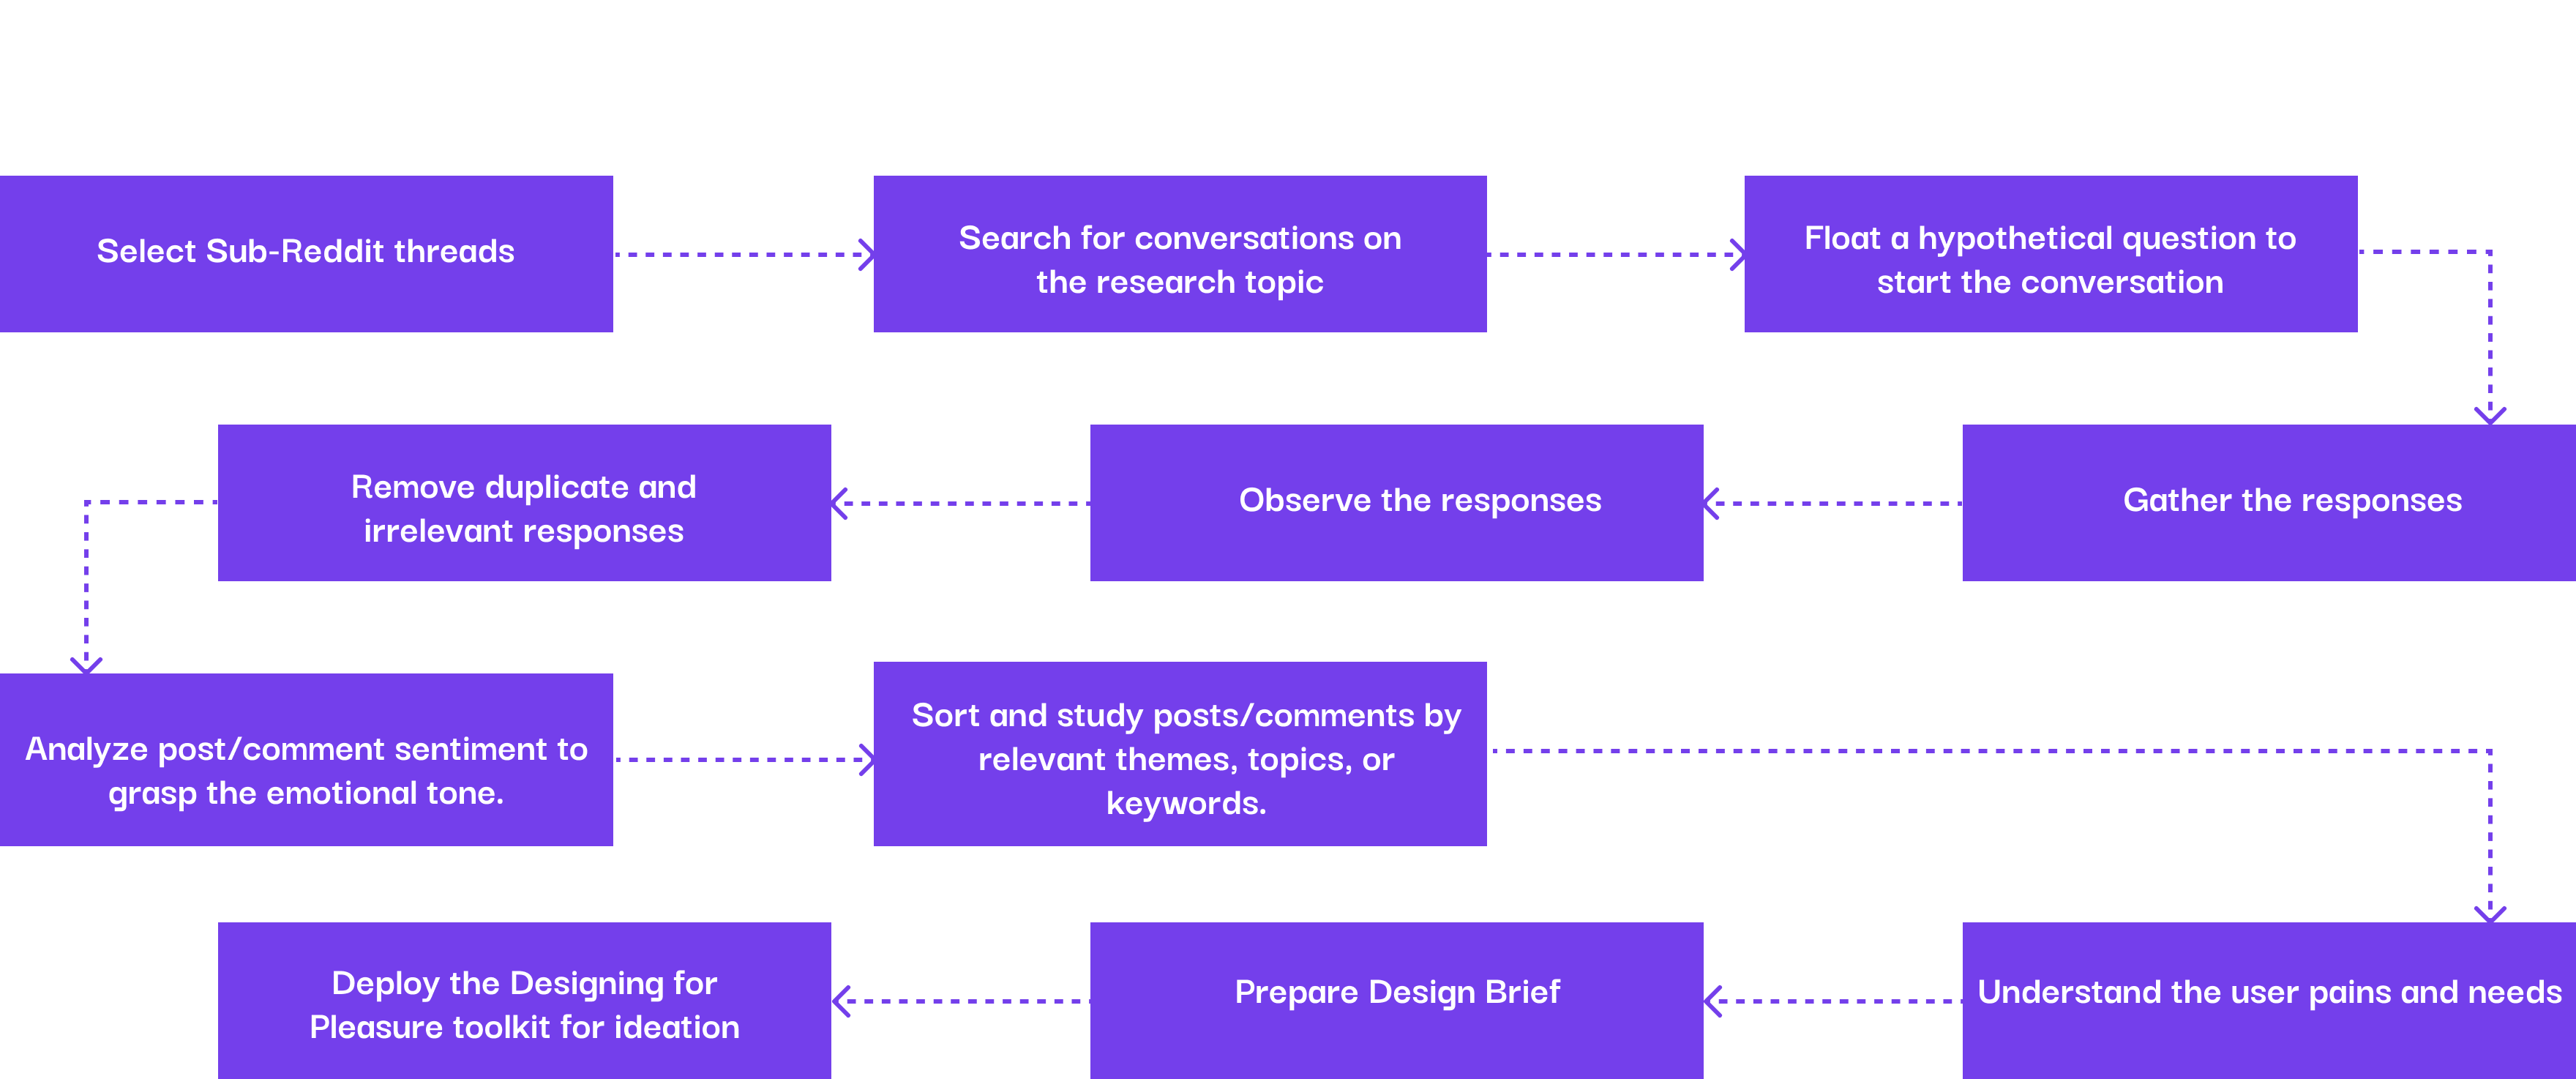 Select Sub-Reddit threads
Search for conversations on
the research topic
Float a hypothetical question to
start the conversation
Gather the responses
Observe the responses
Remove duplicate and
irrelevant responses
Analyze post/comment sentiment to
grasp the emotional tone.
Sort and study posts/comments by
relevant themes, topics, or
keywords.
Understand the user pains and needs
Prepare Design Brief
Deploy the Designing for
Pleasure toolkit for ideation